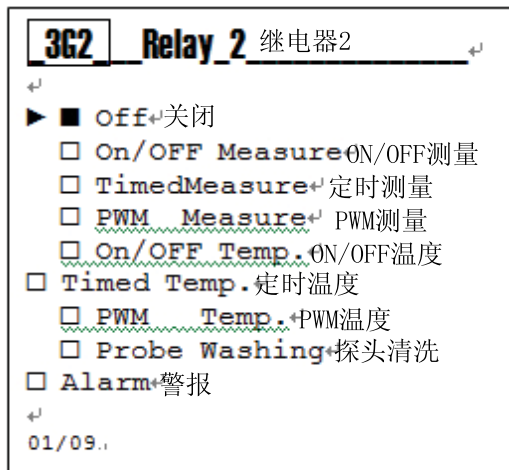 _3G2___Relay_2______________ 继电器2
▶ ■ Off 关闭
□ On/OFF Measure ON/OFF测量
□ TimedMeasure 定时测量
□ PWM Measure PWM测量
□ On/OFF Temp. ON/OFF温度
□ Timed Temp. 定时温度
□ PWM Temp. PWM温度
□ Probe Washing 探头清洗
□ Alarm 警报
01/09.